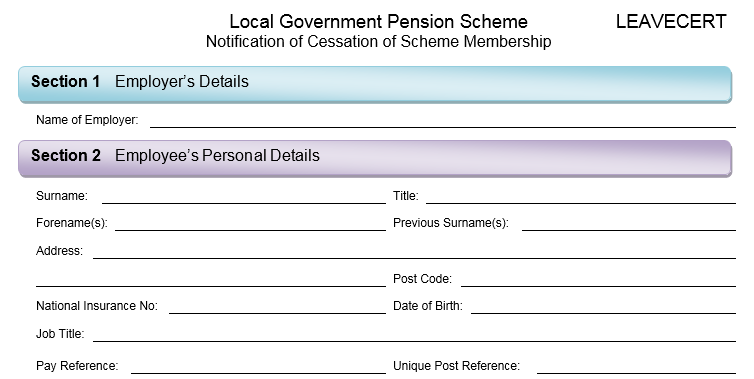 Local Government Pension Scheme LEAVECERT
Notification of Cessation of Scheme Membership
Section 1 Employer's Details
Name of Employer:
Section 2 Employee's Personal Details
Surname: Title:
Forename(s): Previous Surname(s):
Address:
Post Code:
National Insurance No: Date of Birth:
Job Title:
Pay Reference: Unique Post Reference: